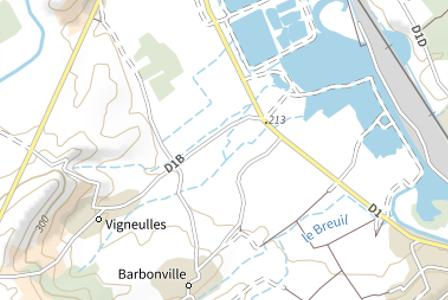 D1D
213
D1B
300
Vigneulles
D1
le Breuil
Barbonville